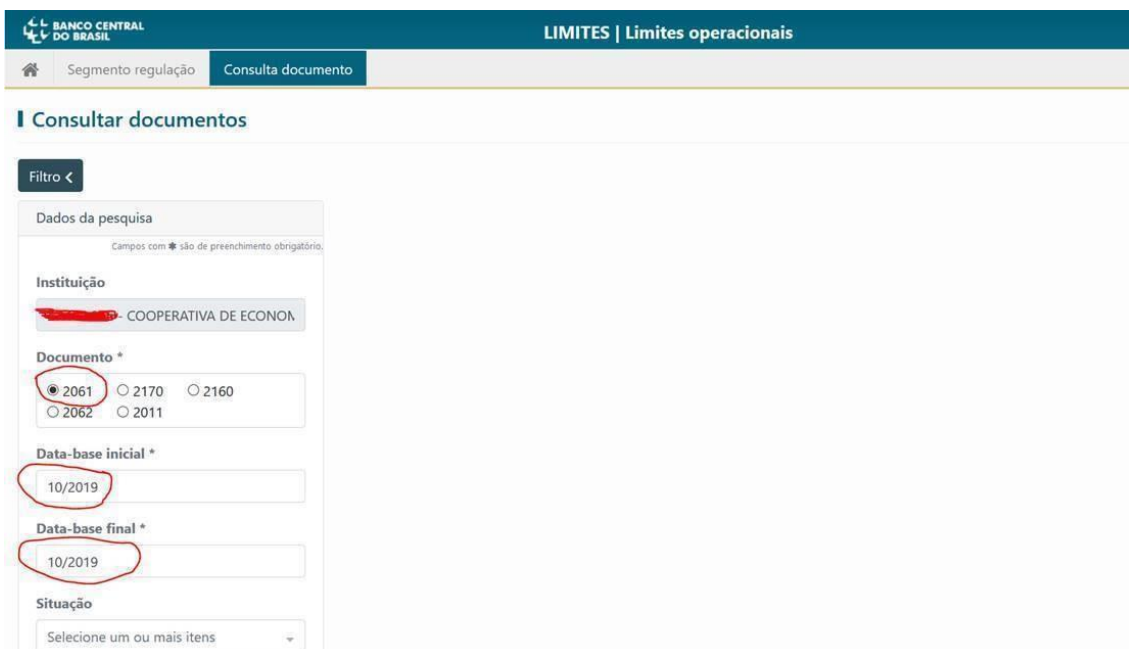 BANCO CENTRAL
DO BRASIL
LIMITES | Limites operacionais
Segmento regulação Consulta documento
Consultar documentos
Filtro <
Dados da pesquisa
Campos com ✱ são de preenchimento obrigatório.
Instituição
- COOPERATIVA DE ECONON
Documento *
2061 2170 2160
2062 2011
Data-base inicial *
10/2019
Data-base final *
10/2019
Situação
Selecione um ou mais itens